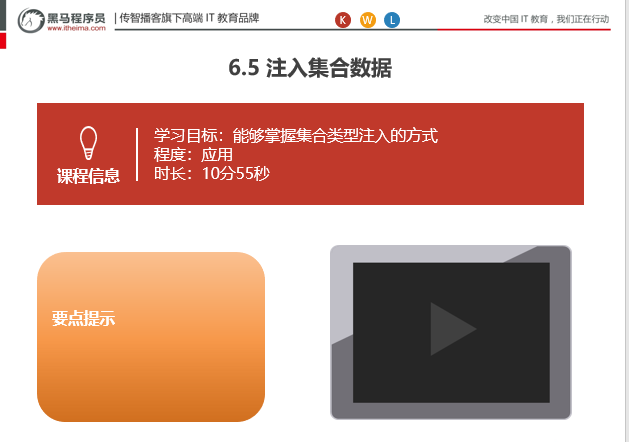 黑马程序员
www.itheima.com
传智播客旗下高端 IT 教育品牌
K W L
改变中国 IT 教育，我们正在行动
6.5 注入集合数据
课程信息
学习目标：能够掌握集合类型注入的方式
程度：应用
时长：10分55秒
要点提示